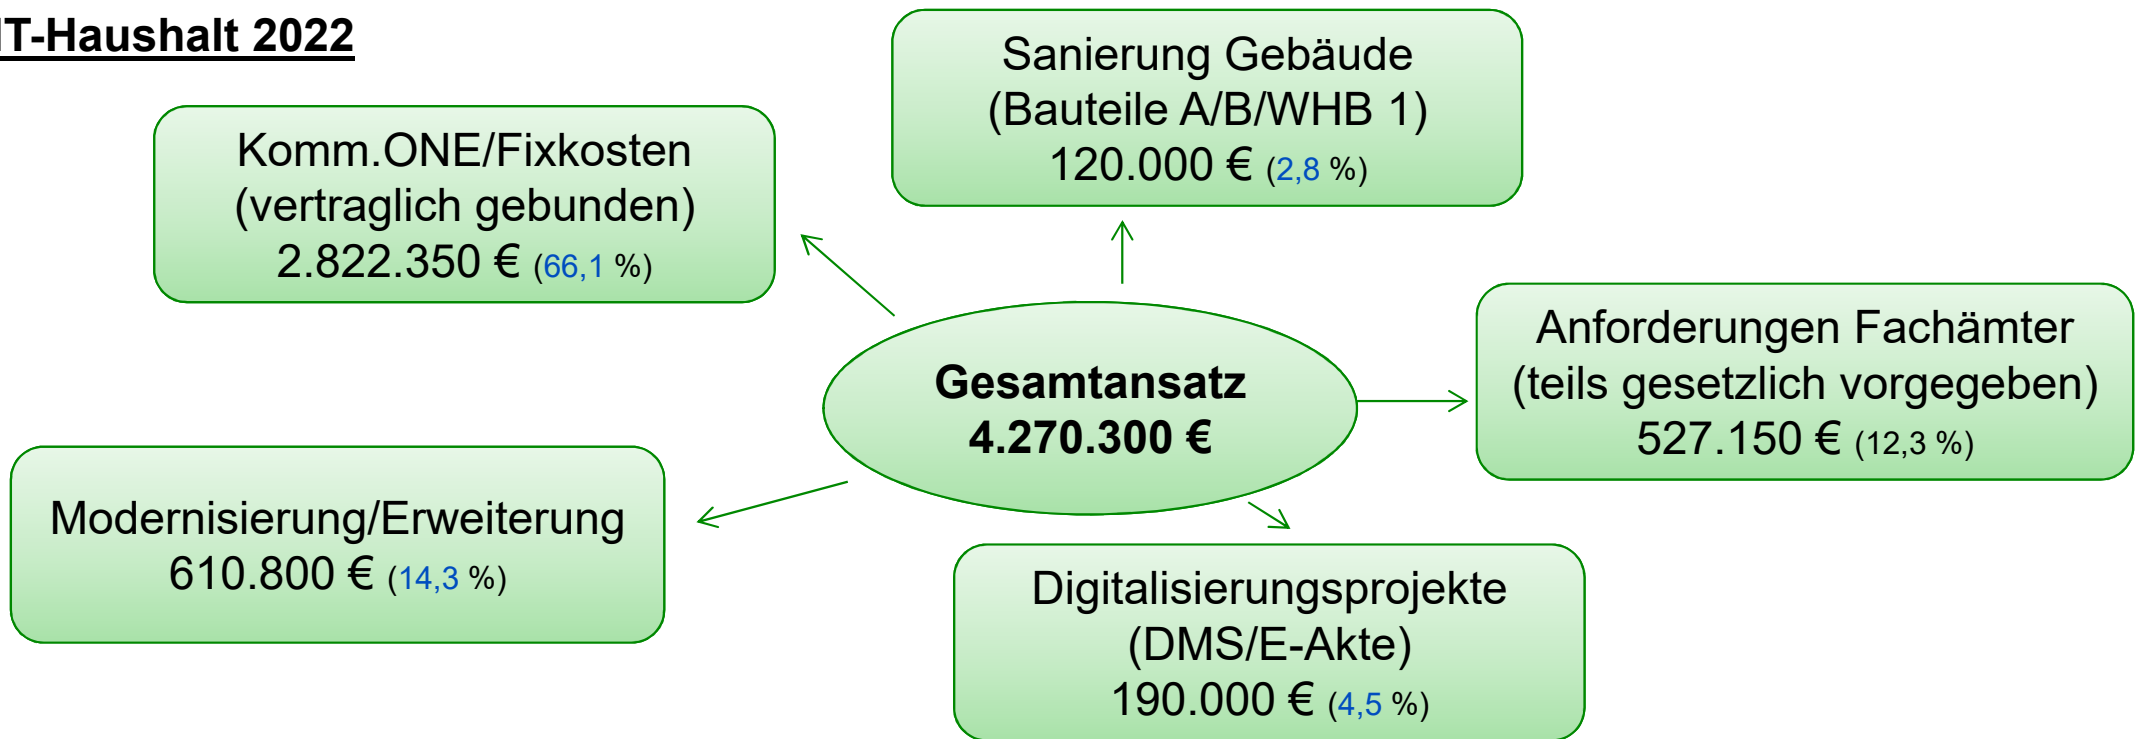 IT-Haushalt 2022
Sanierung Gebäude
(Bauteile A/B/WHB 1)
120.000 € (2,8 %)
Komm.ONE/Fixkosten
(vertraglich gebunden)
2.822.350 € (66,1 %)
Anforderungen Fachämter
(teils gesetzlich vorgegeben)
527.150 € (12,3 %)
Gesamtansatz
4.270.300 €
Modernisierung/Erweiterung
610.800 € (14,3 %)
Digitalisierungsprojekte
(DMS/E-Akte)
190.000 € (4,5 %)